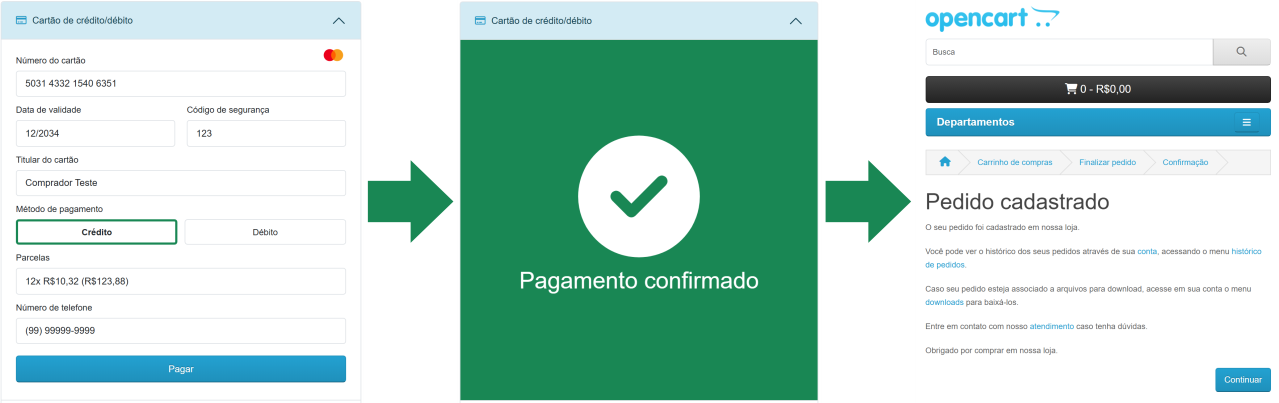 Cartão de crédito/débito
Número do cartão
5031 4332 1540 6351
Data de validade
Código de segurança
12/2034
123
Titular do cartão
Comprador Teste
Método de pagamento
Crédito
Débito
Parcelas
12x R$10,32 (R$123,88)
Número de telefone
(99) 99999-9999
Pagar
Cartão de crédito/débito
Pagamento confirmado
opencart
Busca
0 - R$0,00
Departamentos
Carrinho de compras
Finalizar pedido
Confirmação
Pedido cadastrado
O seu pedido foi cadastrado em nossa loja.
Você pode ver o histórico dos seus pedidos através de sua conta, acessando o menu histórico
de pedidos.
Caso seu pedido esteja associado a arquivos para download, acesse em sua conta o menu
downloads para baixá-los.
Entre em contato com nosso atendimento caso tenha dúvidas.
Obrigado por comprar em nossa loja.
Continuar